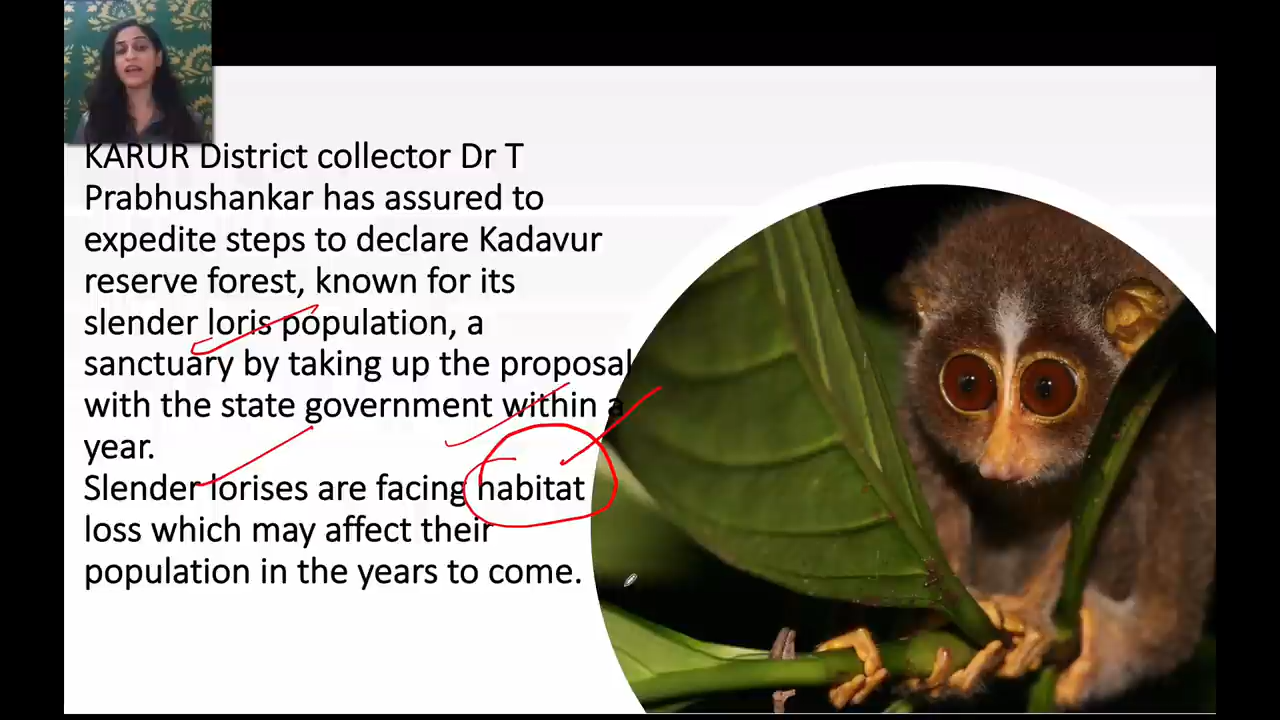 KARUR District collector Dr T
Prabhushankar has assured to
expedite steps to declare Kadavur
reserve forest, known for its
slender loris population, a
sanctuary by taking up the proposal
with the state government within a
year.
Slender lorises are facing habitat
loss which may affect their
population in the years to come.